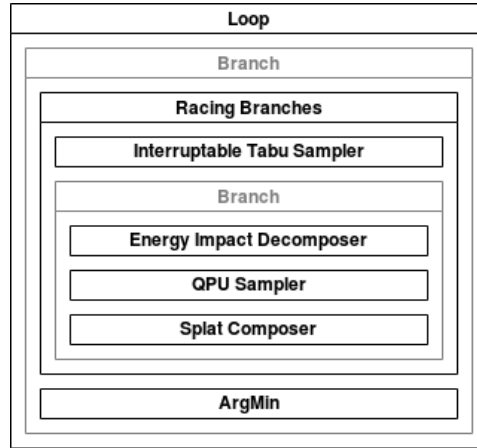 Loop
Branch
Racing Branches
Interruptable Tabu Sampler
Branch
Energy Impact Decomposer
QPU Sampler
Splat Composer
ArgMin